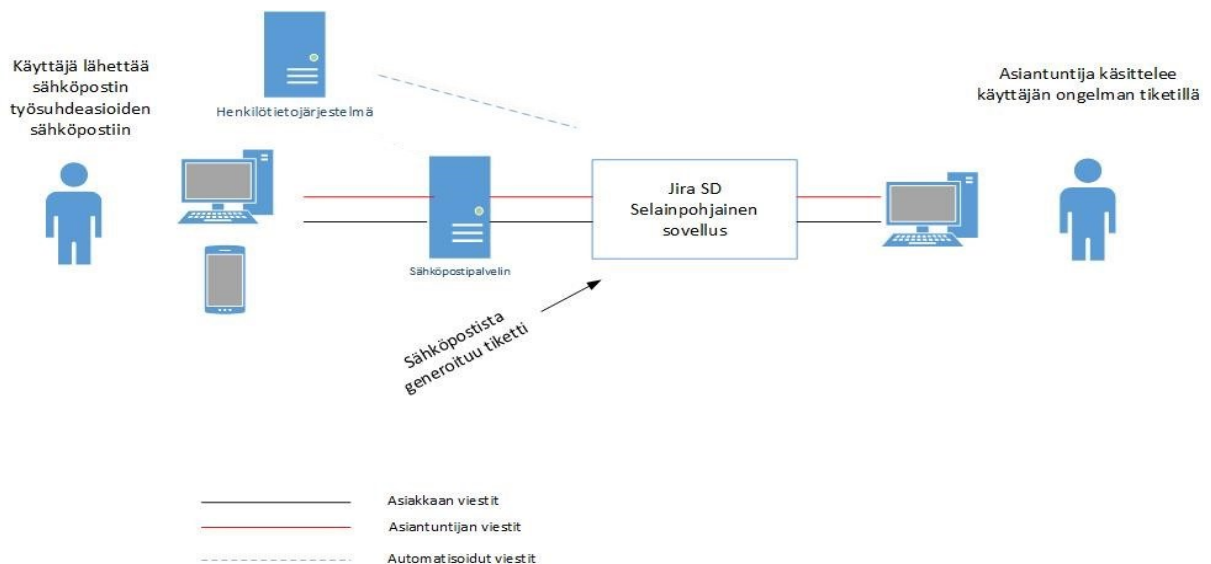 Käyttäjä lähettää
sähköpostin
työsuhdeasioiden
sähköpostiin
Henkilötietojärjestelmä
Asiantuntija käsittelee
käyttäjän ongelman tiketillä
Jira SD
Selainpohjainen
sovellus
Sähköpostipalvelin
Sähköpostista
generoituu tiketti
Asiakkaan viestit
Asiantuntijan viestit
Automatisoidut viestit